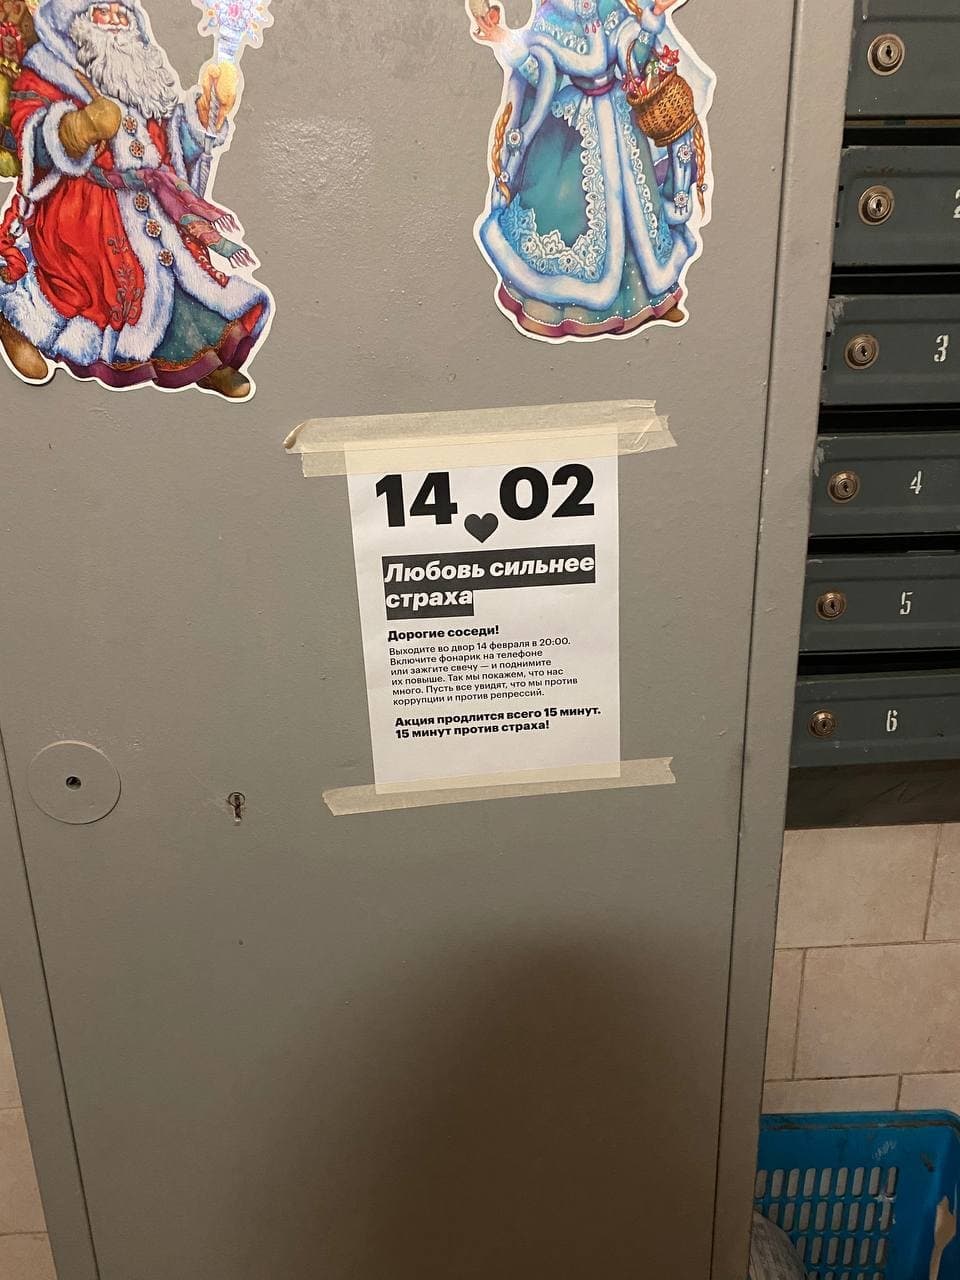 14♥02
Любовь сильнее
страха
Дорогие соседи!
Выходите во двор 14 февраля в 20:00.
Включите фонарик на телефоне
или зажгите свечу — и поднимите
их повыше. Так мы покажем, что нас
много. Пусть все увидят, что мы против
коррупции и против репрессий.
Акция продлится всего 15 минут.
15 минут против страха!
3
4
5
6